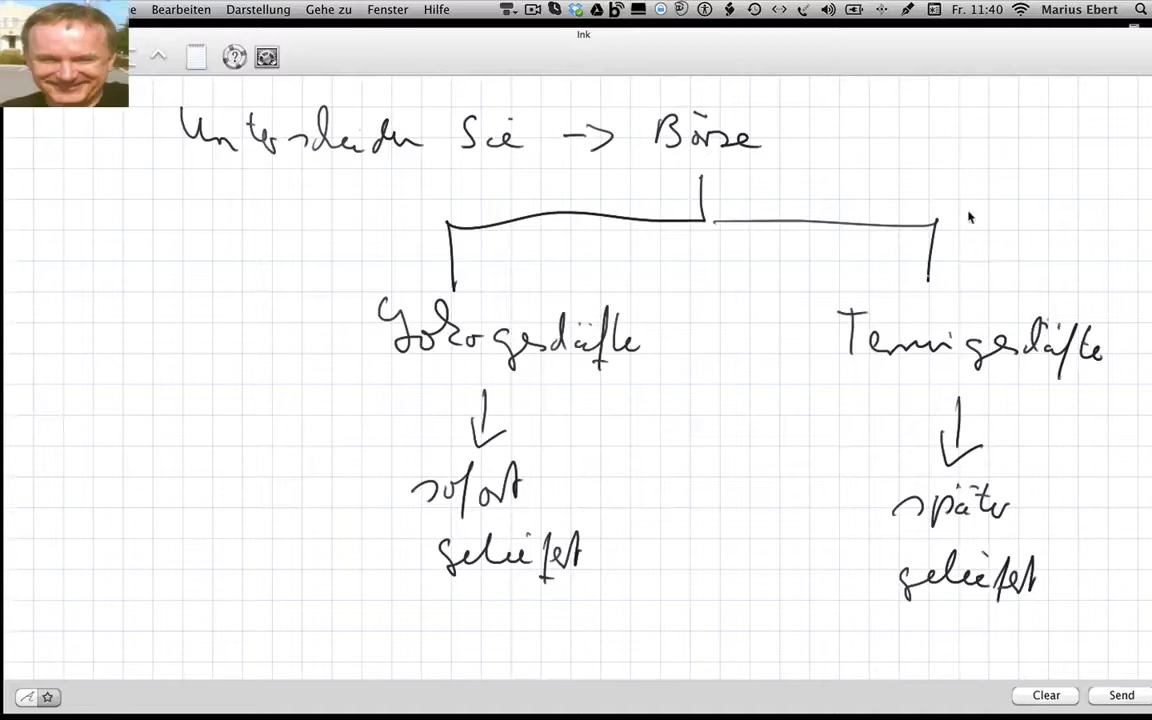 Bearbeiten Darstellung Gehe zu Fenster Hilfe Fr. 11:40 Marius Ebert
Ink
Unterscheiden Sie -> Börse
Lokogeschäfte Termingeschäfte
sofort später
geliefert geliefert
Clear Send